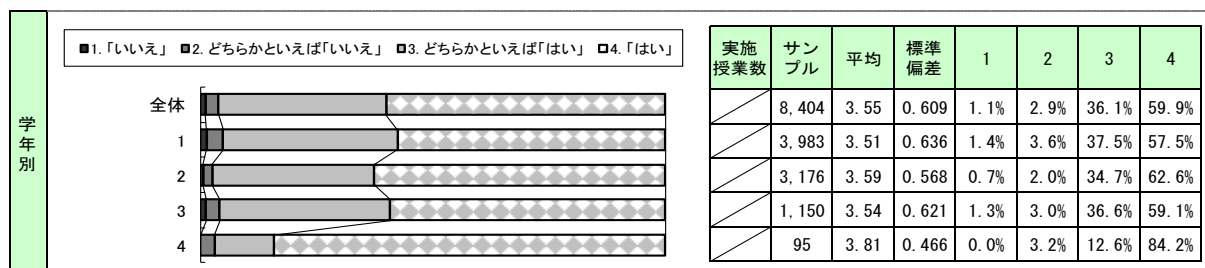 学年別
■1.「いいえ」 ■2. どちらかといえば「いいえ」 □3. どちらかといえば「はい」 □4.「はい」
全体
1
2
3
4
実施授業数 サンプル 平均 標準偏差 1 2 3 4
8,404 3.55 0.609 1.1% 2.9% 36.1% 59.9%
3,983 3.51 0.636 1.4% 3.6% 37.5% 57.5%
3,176 3.59 0.568 0.7% 2.0% 34.7% 62.6%
1,150 3.54 0.621 1.3% 3.0% 36.6% 59.1%
95 3.81 0.466 0.0% 3.2% 12.6% 84.2%